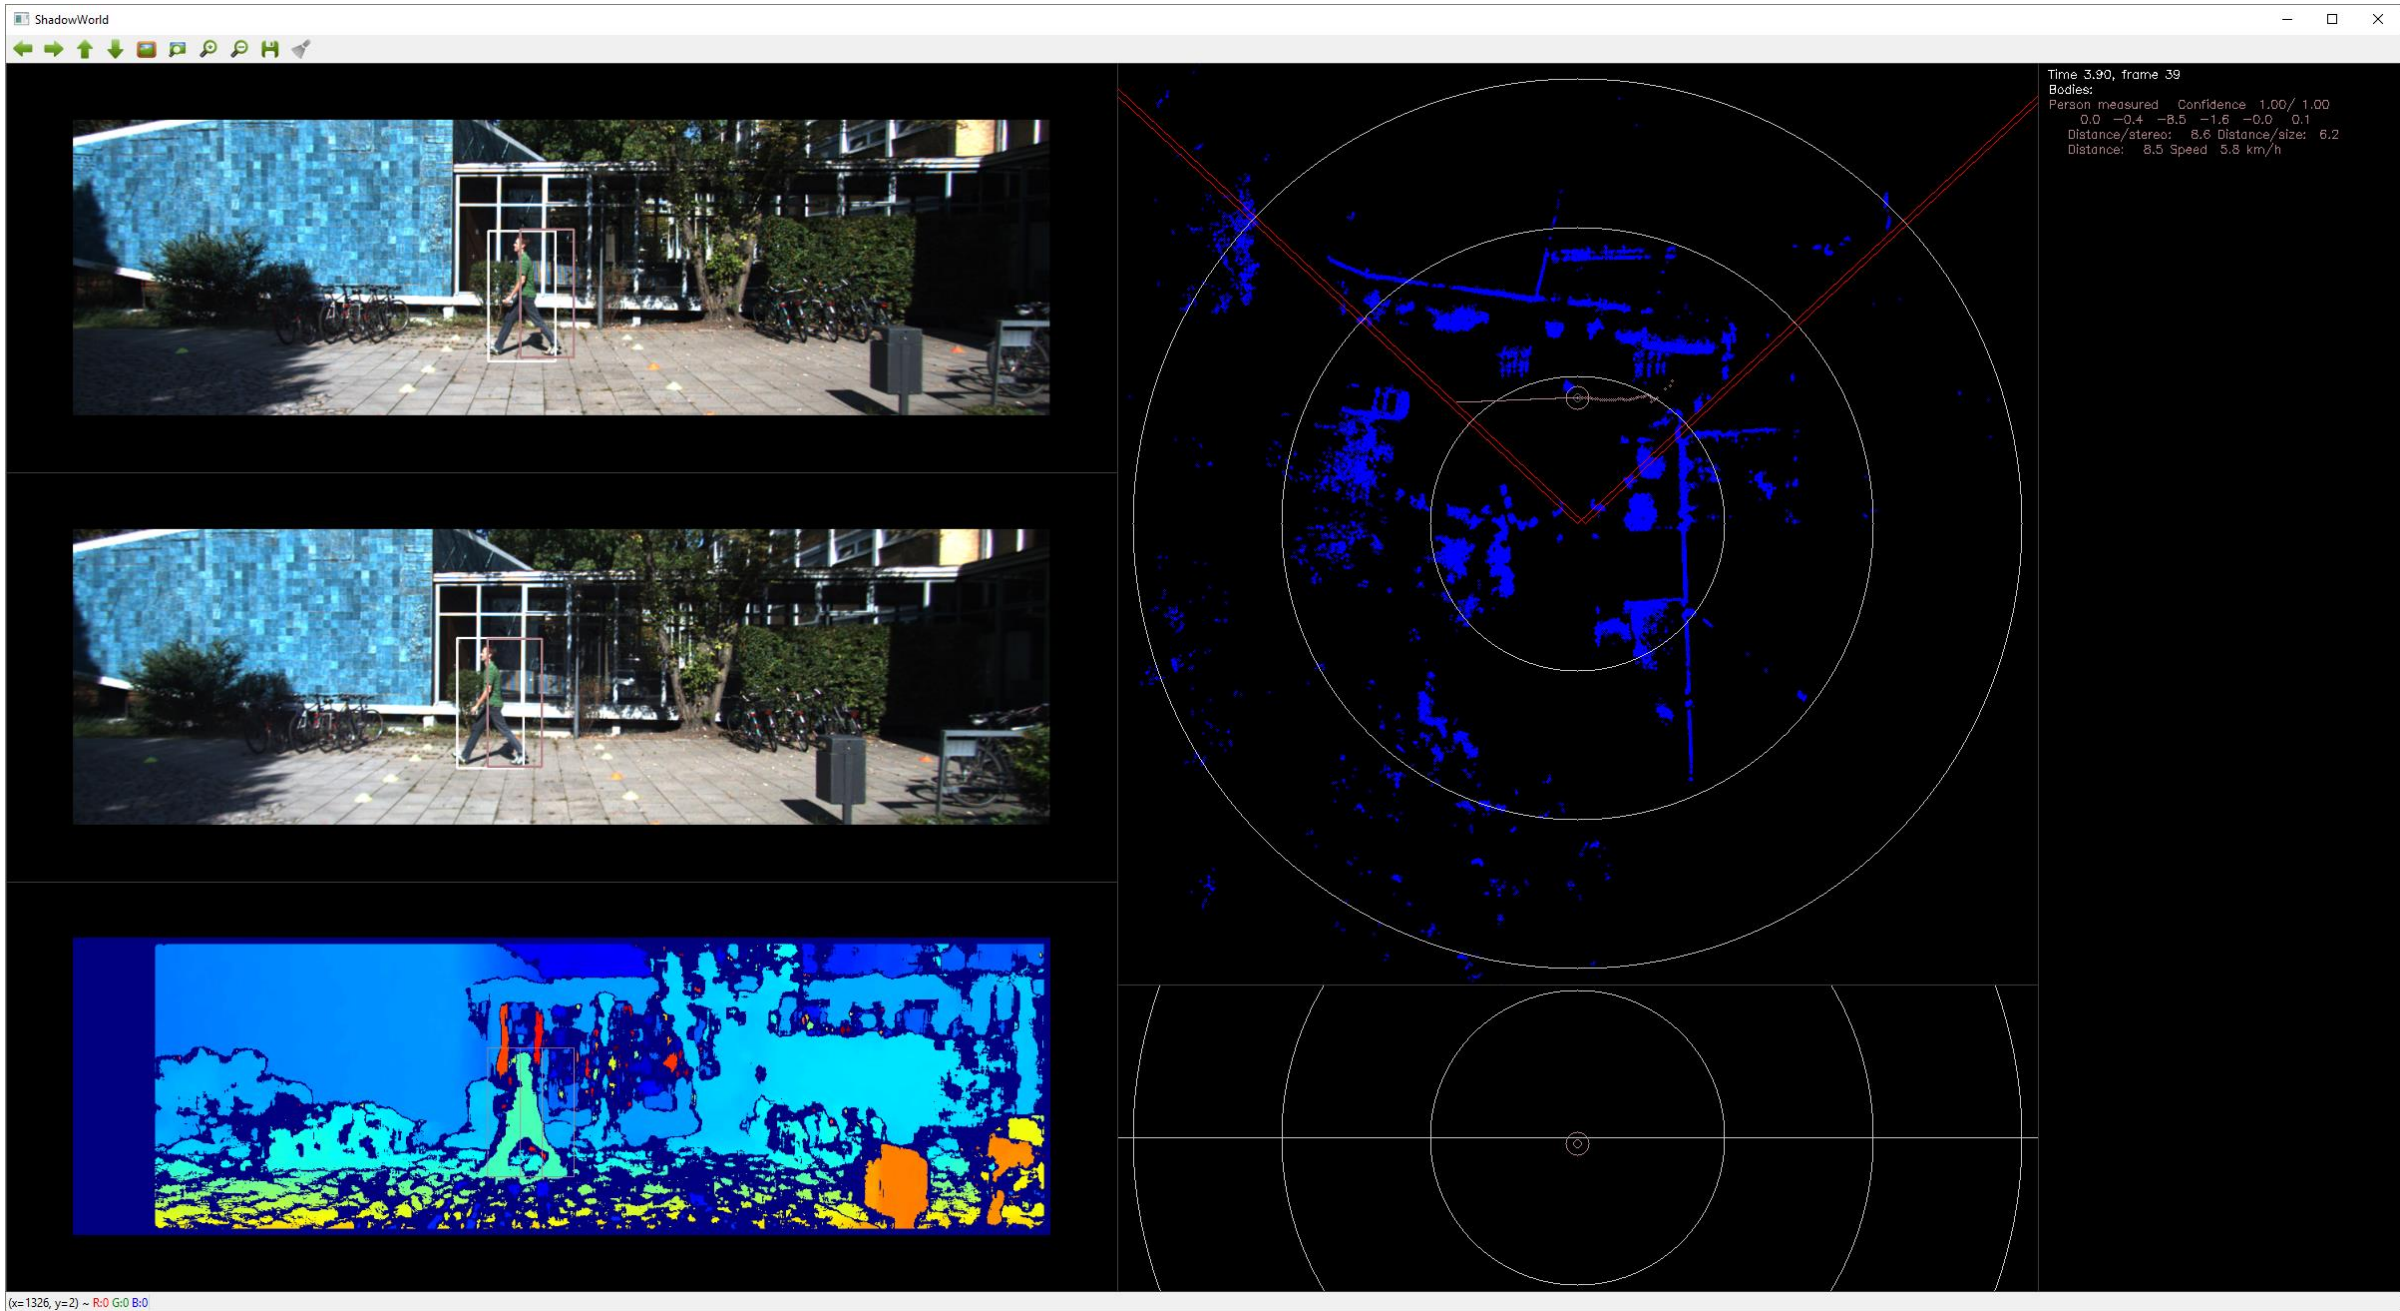 ShadowWorld
Time 3.90, frame 39
Bodies:
Person measured Confidence 1.00/ 1.00
0.0 -0.4 -8.5 -1.6 -0.0 0.1
Distance/stereo: 8.6 Distance/size: 6.2
Distance: 8.5 Speed 5.8 km/h
(x=1326, y=2) ~ R:0 G:0 B:0